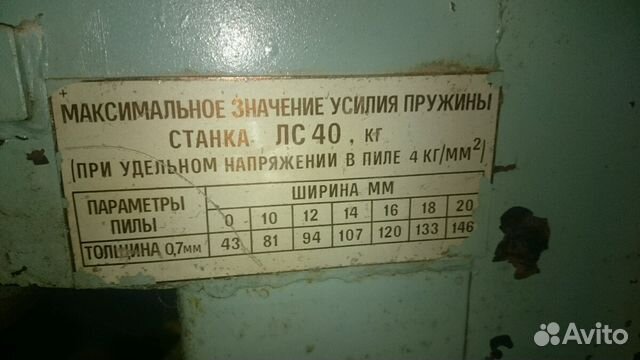 МАКСИМАЛЬНОЕ ЗНАЧЕНИЕ УСИЛИЯ ПРУЖИНЫ
СТАНКА ЛС 40, КГ
(ПРИ УДЕЛЬНОМ НАПРЯЖЕНИИ В ПИЛЕ 4 КГ/ММ²)
ПАРАМЕТРЫ ПИЛЫ
ШИРИНА ММ
0 10 12 14 16 18 20
ТОЛЩИНА 0,7мм 43 81 94 107 120 133 146
Avito